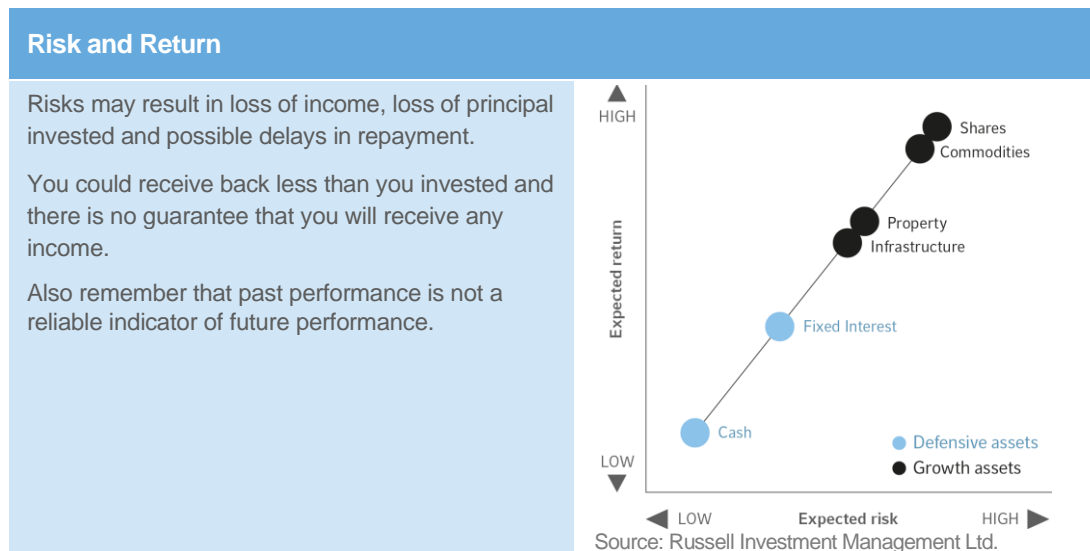 Risk and Return
Risks may result in loss of income, loss of principal
invested and possible delays in repayment.
You could receive back less than you invested and
there is no guarantee that you will receive any
income.
Also remember that past performance is not a
reliable indicator of future performance.
HIGH
Expected return
LOW
Shares
Commodities
Property
Infrastructure
Fixed Interest
Cash
Defensive assets
Growth assets
LOW
Expected risk
HIGH
Source: Russell Investment Management Ltd.